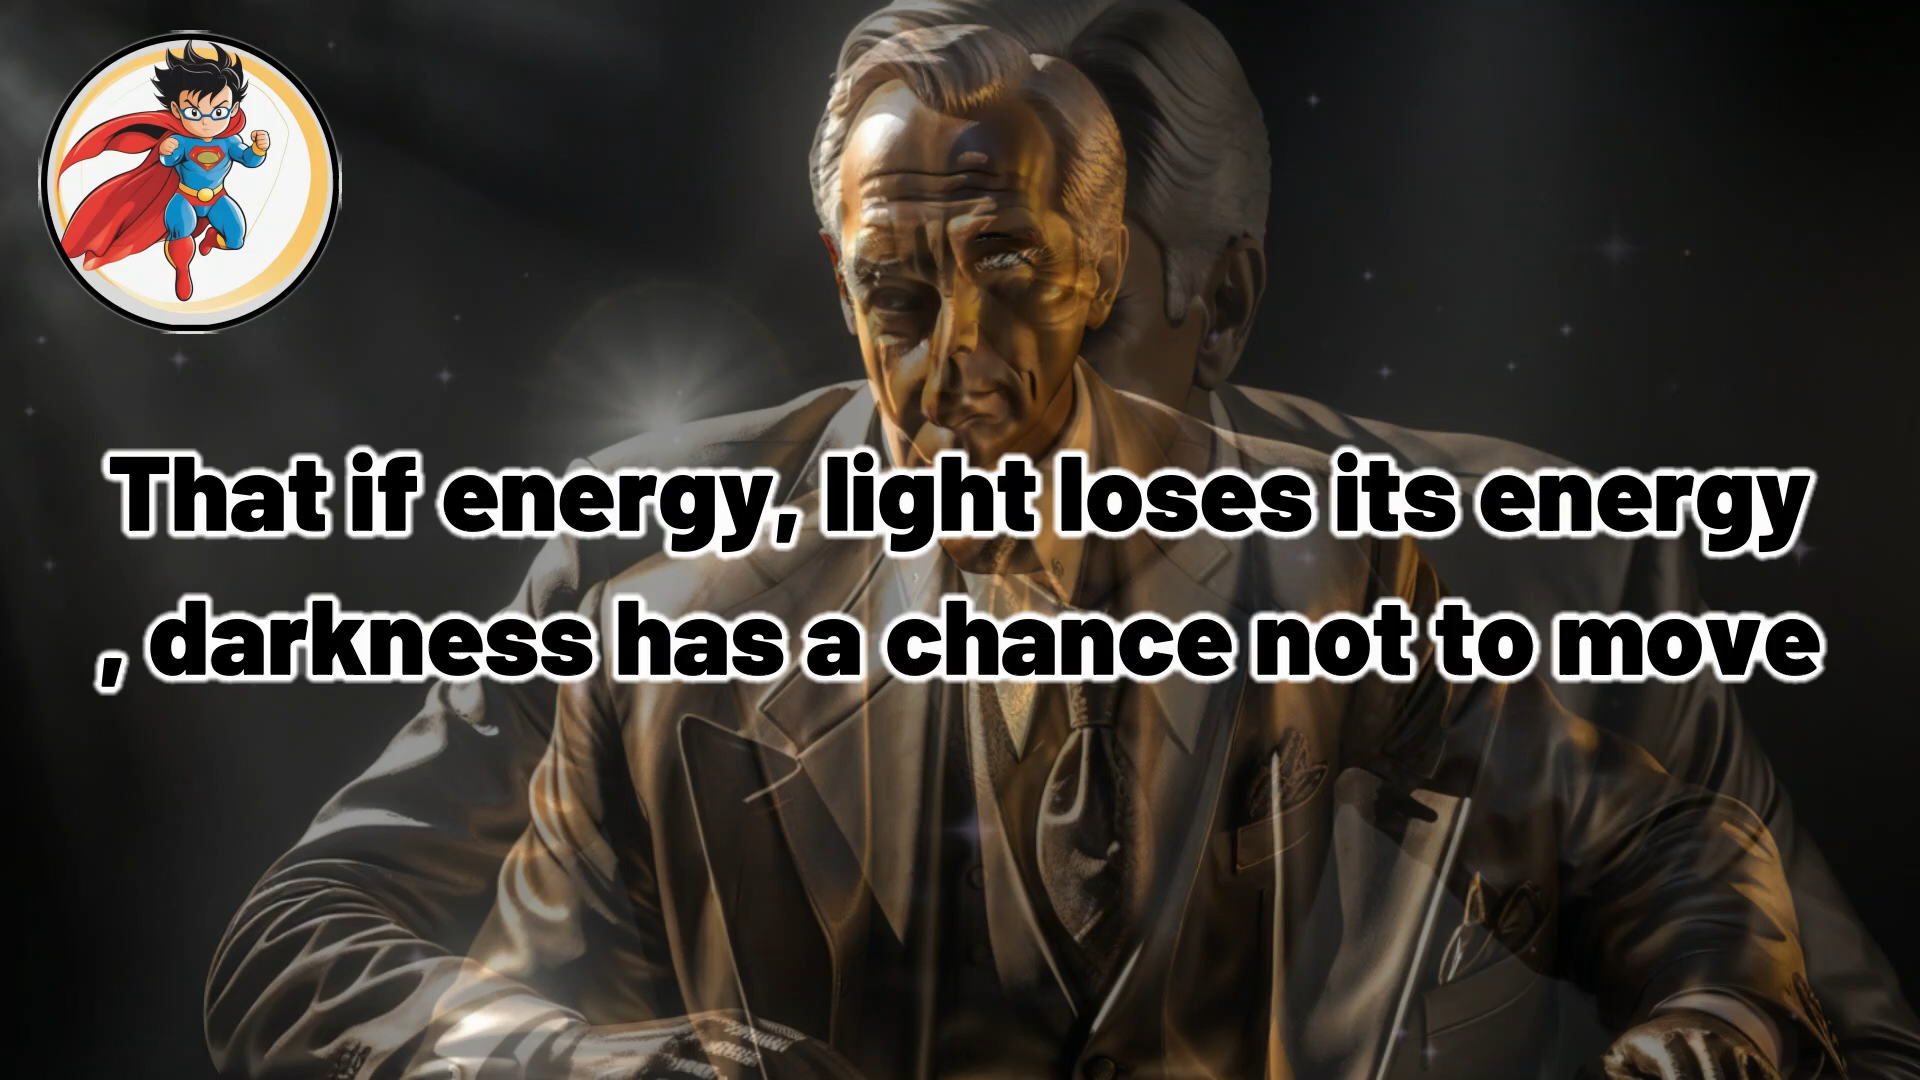 That if energy, light loses its energy
, darkness has a chance not to move